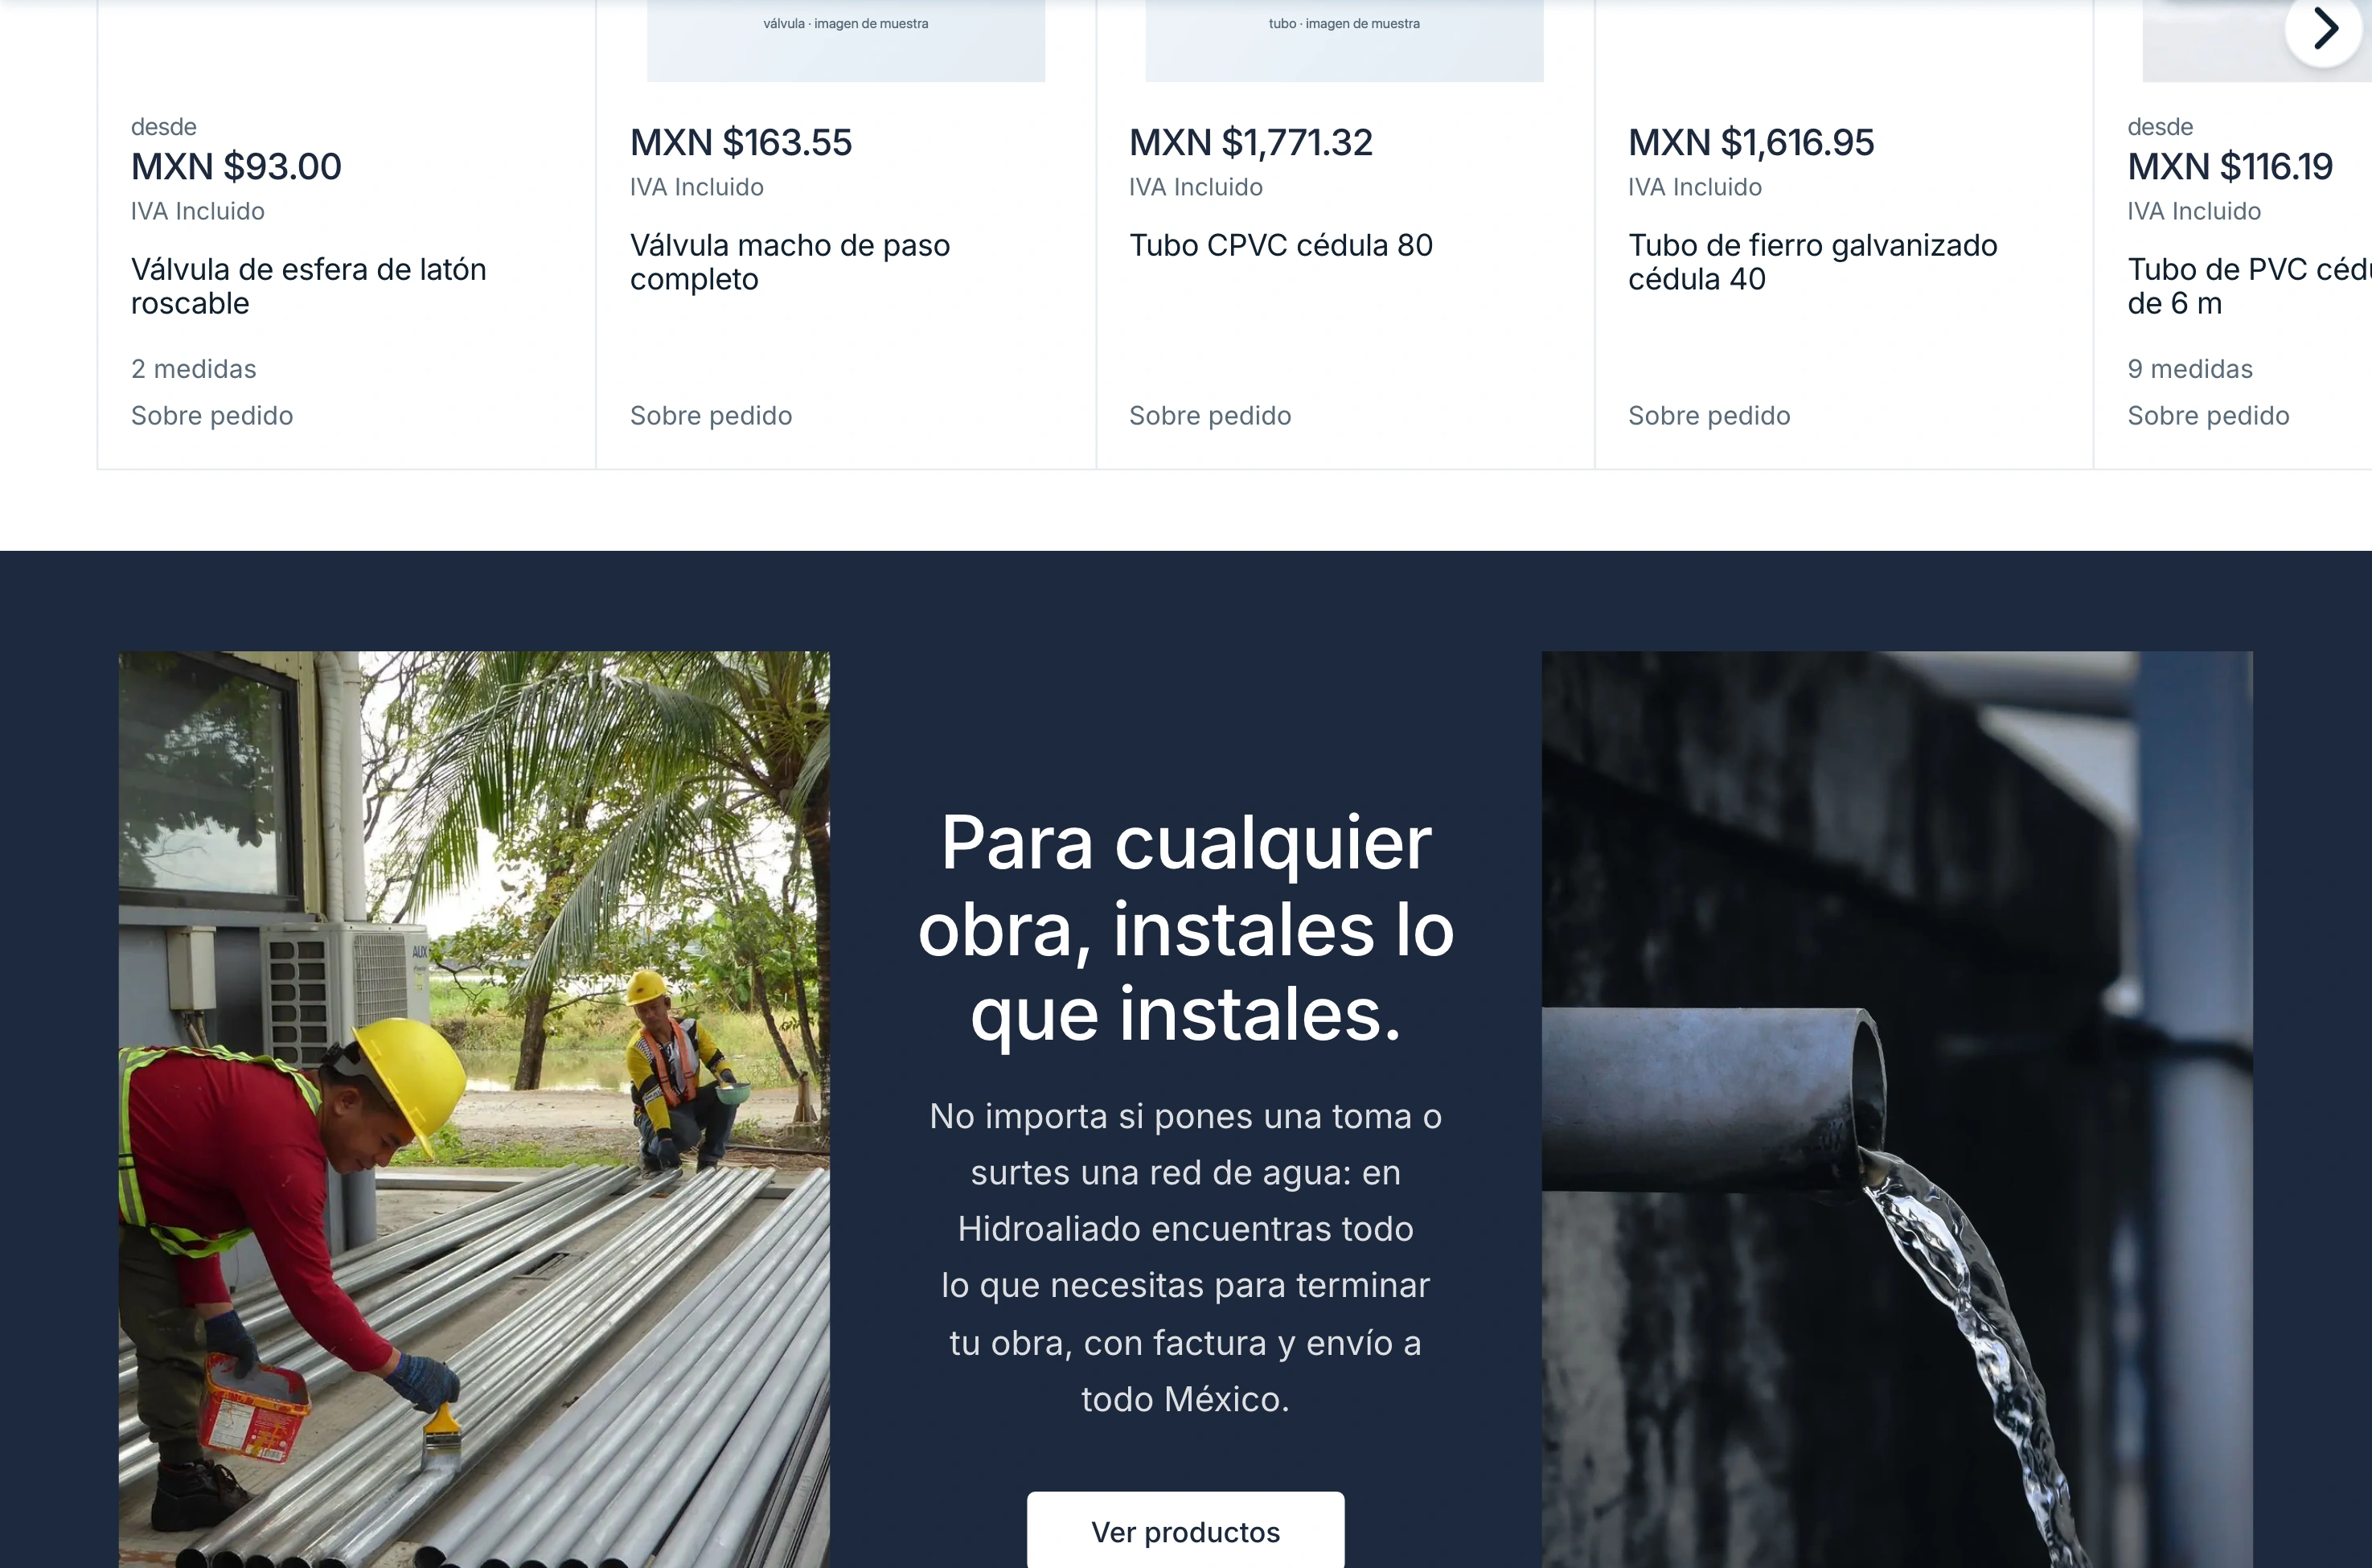 válvula · imagen de muestra
tubo · imagen de muestra
desde
MXN $93.00
IVA Incluido
Válvula de esfera de latón
roscable
2 medidas
Sobre pedido
MXN $163.55
IVA Incluido
Válvula macho de paso
completo
Sobre pedido
MXN $1,771.32
IVA Incluido
Tubo CPVC cédula 80
Sobre pedido
MXN $1,616.95
IVA Incluido
Tubo de fierro galvanizado
cédula 40
Sobre pedido
desde
MXN $116.19
IVA Incluido
Tubo de PVC céd
de 6 m
9 medidas
Sobre pedido
AUX
Para cualquier
obra, instales lo
que instales.
No importa si pones una toma o
surtes una red de agua: en
Hidroaliado encuentras todo
lo que necesitas para terminar
tu obra, con factura y envío a
todo México.
Ver productos